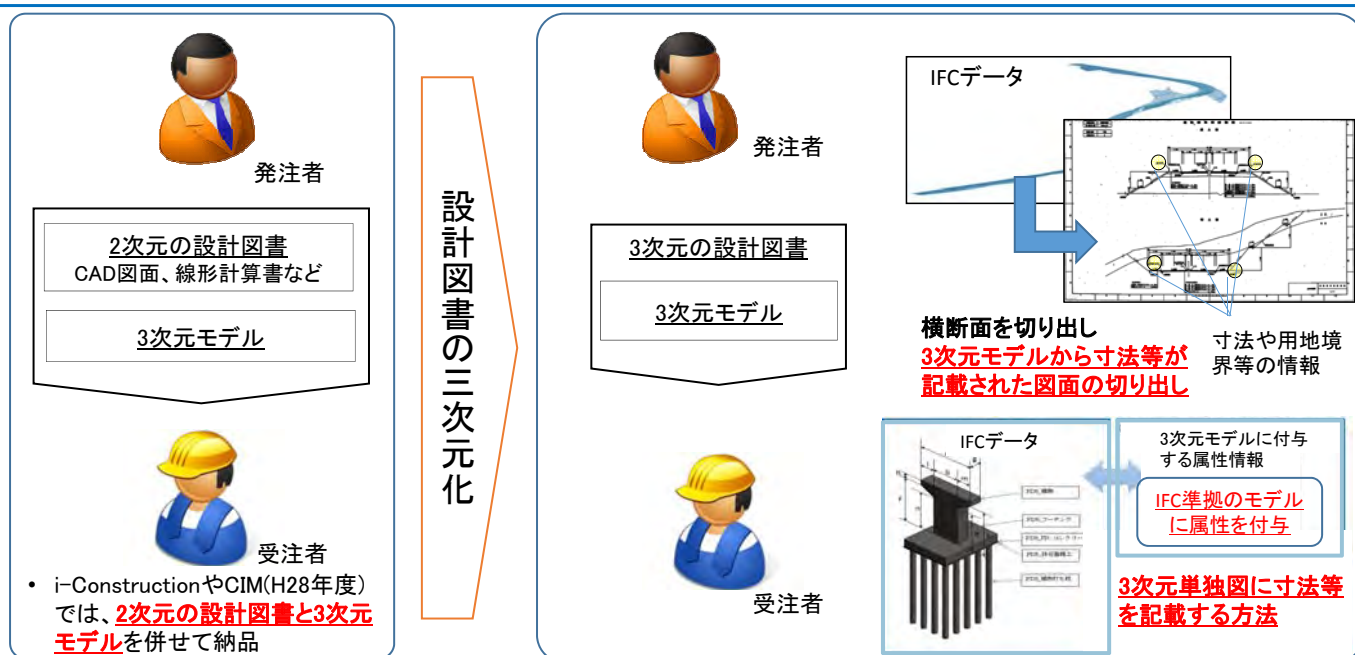 発注者
2次元の設計図書
CAD図面、線形計算書など
3次元モデル
受注者
• i-ConstructionやCIM(H28年度)
では、2次元の設計図書と3次元
モデルを併せて納品
設計図書の三次元化
発注者
3次元の設計図書
3次元モデル
受注者
IFCデータ
横断面を切り出し
3次元モデルから寸法等が
記載された図面の切り出し
寸法や用地境
界等の情報
IFCデータ
3次元モデルに付与
する属性情報
IFC準拠のモデル
に属性を付与
3次元単独図に寸法等
を記載する方法